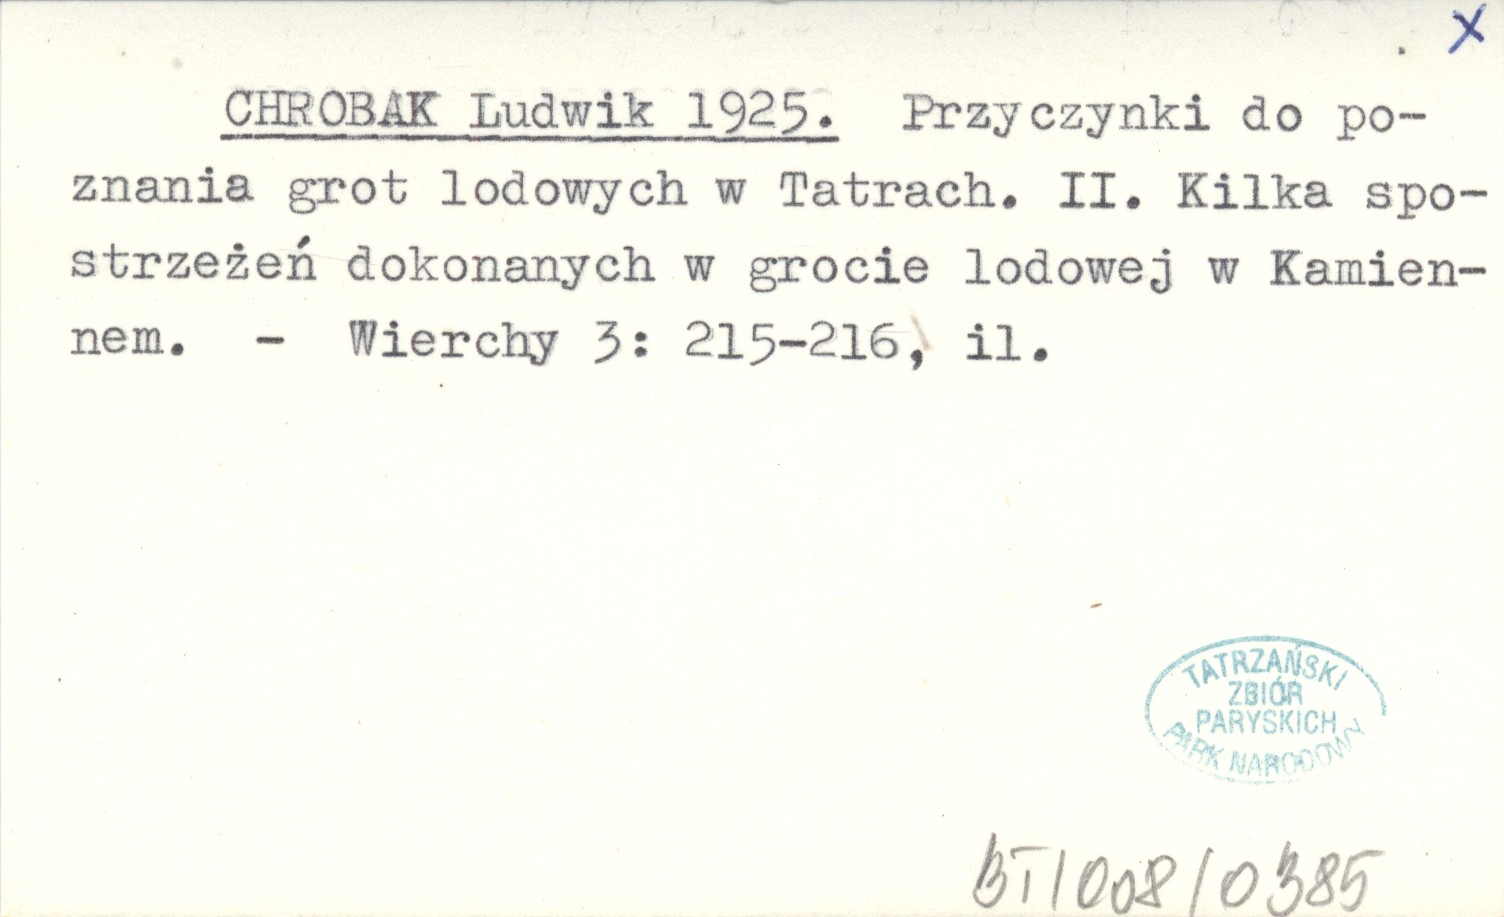 X
CHROBAK Ludwik 1925. Przyczynki do po-
znania grot lodowych w Tatrach. II. Kilka spo-
strzeżeń dokonanych w grocie lodowej w Kamien-
nem. - Wierchy 3: 215-216, il.
TATRZAŃSKI
ZBIÓR
PARYSKICH
PARK NARODOWY
BT/008/0385